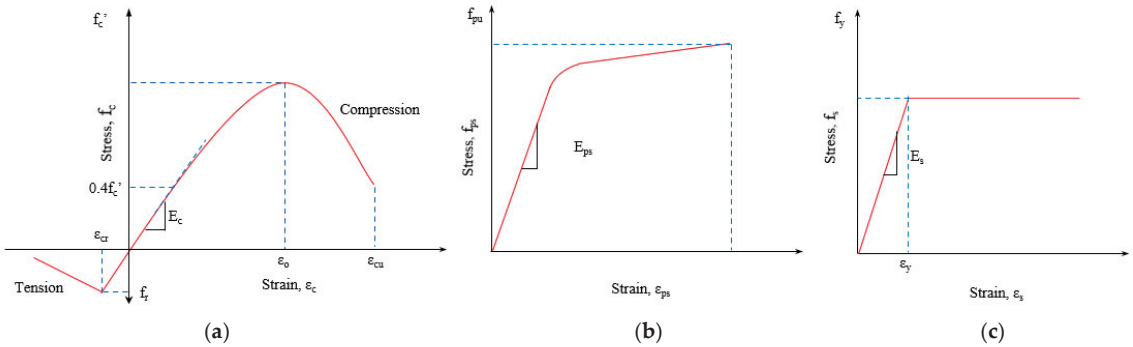 f_c'
Stress, f_c
Compression
0.4f_c'
E_c
ε_cr
ε_o
ε_cu
Tension
f_r
Strain, ε_c
(a)
f_pu
Stress, f_ps
E_ps
Strain, ε_ps
(b)
f_y
Stress, f_s
E_s
ε_y
Strain, ε_s
(c)